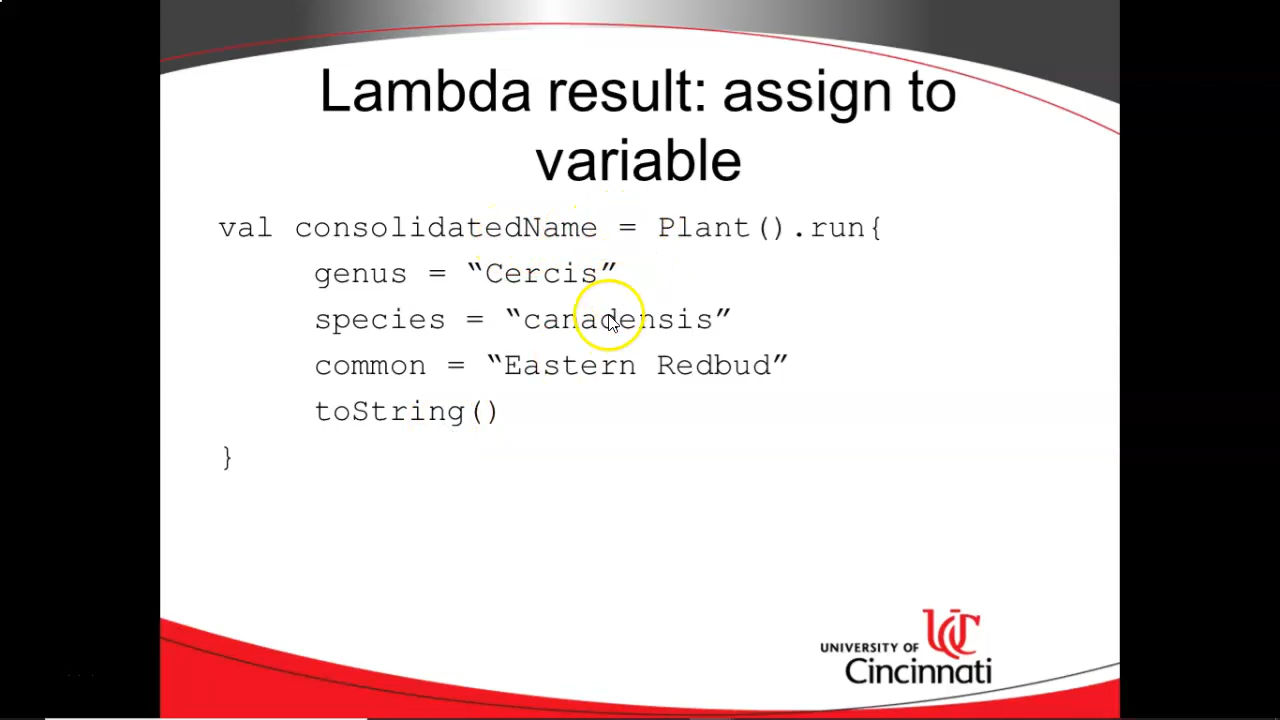 Lambda result: assign to
variable
val consolidatedName = Plant().run{
genus = “Cercis”
species = “canadensis”
common = “Eastern Redbud”
toString()
}
UC
UNIVERSITY OF
Cincinnati